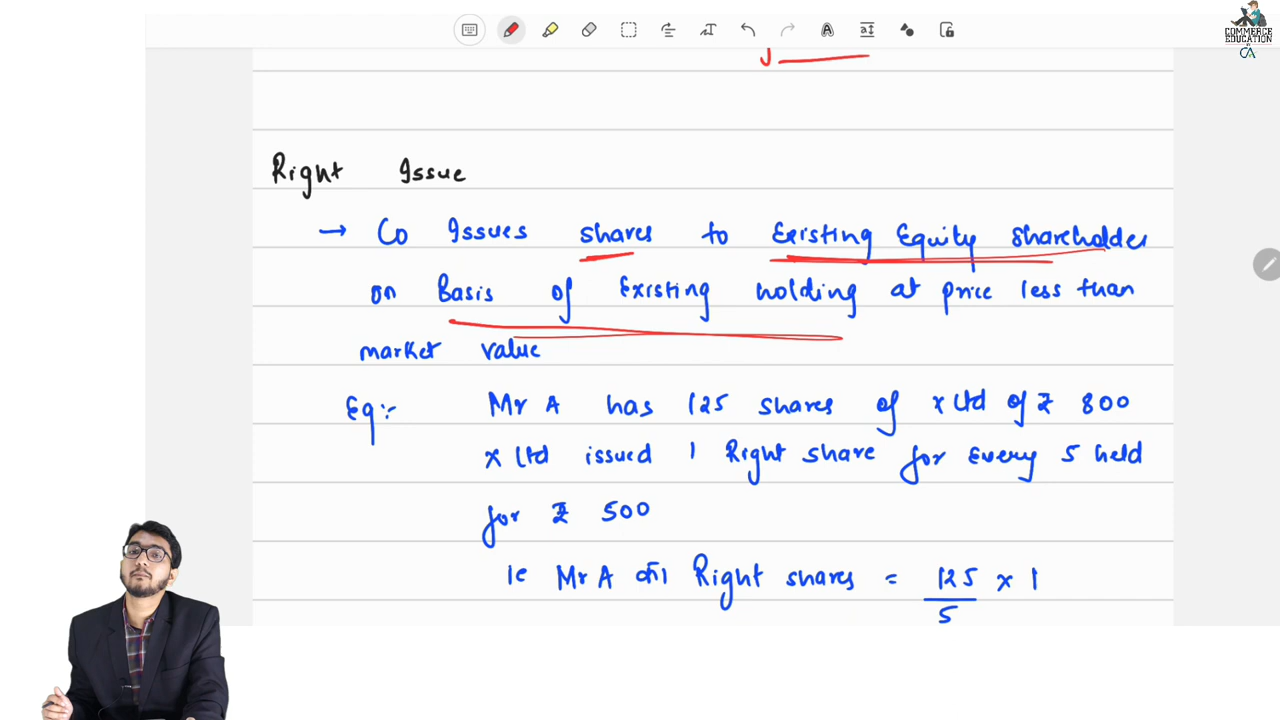 COMMERCE
EDUCATION
BY
CA
Right Issue
→ Co Issues shares to Existing Equity shareholder
on Basis of Existing holding at price less than
market value
Eg:- Mr A has 125 shares of x Ltd of ₹ 800
x Ltd issued 1 Right share for Every 5 held
for ₹ 500
ie Mr A को Right shares = 125/5 x 1